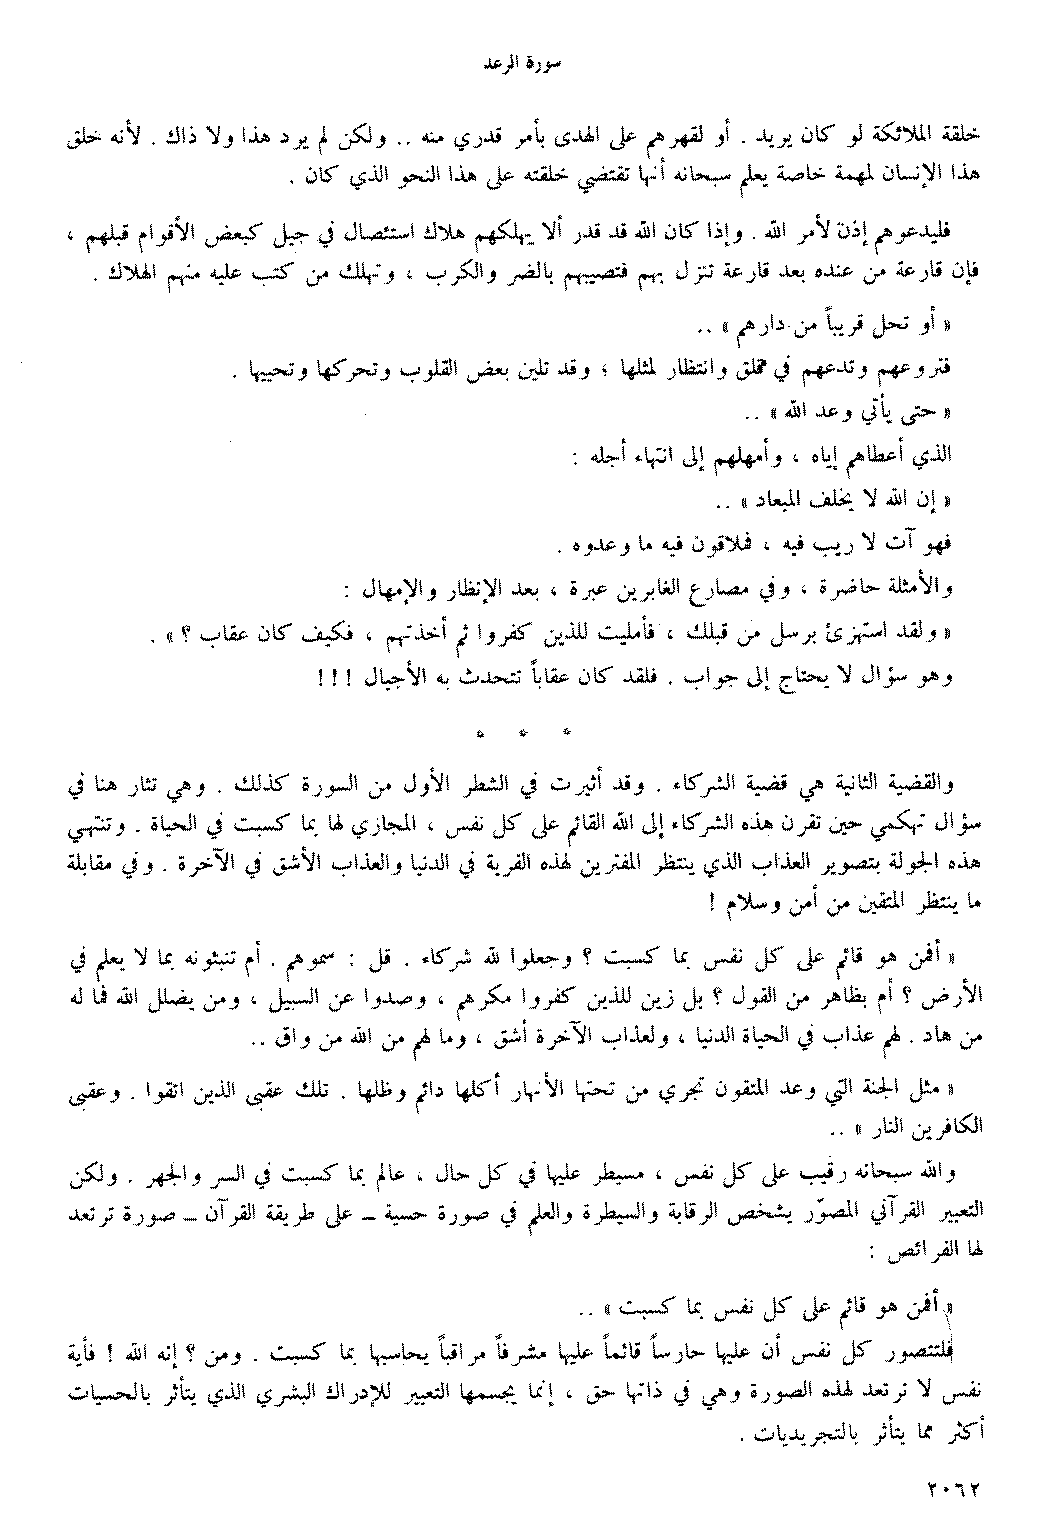 سورة الرعد
خلقة الملائكة لو كان يريد . أو لقهرهم على الهدى بأمر قدري منه .. ولكن لم يرد هذا ولا ذاك . لأنه خلق
هذا الإنسان لمهمة خاصة يعلم سبحانه أنها تقتضي خلقته على هذا النحو الذي كان .
فليدعوهم إذن لأمر الله . وإذا كان الله قد قدر ألا يهلكهم هلاك استئصال في جيل كبعض الأقوام قبلهم ،
فإن قارعة من عنده بعد قارعة تنزل بهم فتصيبهم بالضر والكرب ، وتهلك من كتب عليه منهم الهلاك .
« أو تحل قريباً من دارهم » ..
فتروعهم وتدعهم في قلق وانتظار لمثلها ؛ وقد تلين بعض القلوب وتحركها وتحييها .
« حتى يأتي وعد الله » ..
الذي أعطاهم إياه ، وأمهلهم إلى انتهاء أجله :
« إن الله لا يخلف الميعاد » ..
فهو آت لا ريب فيه ، فملاقون فيه ما وعدوه .
والأمثلة حاضرة ، وفي مصارع الغابرين عبرة ، بعد الإنظار والإمهال :
« ولقد استهزئ برسل من قبلك ، فأمليت للذين كفروا ثم أخذتهم ، فكيف كان عقاب ؟ » .
وهو سؤال لا يحتاج إلى جواب . فلقد كان عقاباً تتحدث به الأجيال ! ! !
* * *
والقضية الثانية هي قضية الشركاء . وقد أثيرت في الشطر الأول من السورة كذلك . وهي تثار هنا في
سؤال تهكمي حين تقرن هذه الشركاء إلى الله القائم على كل نفس ، المجازي لها بما كسبت في الحياة . وتنتهي
هذه الجولة بتصوير العذاب الذي ينتظر المفترين لهذه الفرية في الدنيا والعذاب الأشق في الآخرة . وفي مقابلة
ما ينتظر المتقين من أمن وسلام !
« أفمن هو قائم على كل نفس بما كسبت ؟ وجعلوا لله شركاء . قل : سموهم . أم تنبئونه بما لا يعلم في
الأرض ؟ أم بظاهر من القول ؟ بل زين للذين كفروا مكرهم ، وصدوا عن السبيل ، ومن يضلل الله فما له
من هاد . لهم عذاب في الحياة الدنيا ، ولعذاب الآخرة أشق ، وما لهم من الله من واق ..
« مثل الجنة التي وعد المتقون تجري من تحتها الأنهار أكلها دائم وظلها . تلك عقبى الذين اتقوا . وعقبى
الكافرين النار » ..
والله سبحانه رقيب على كل نفس ، مسيطر عليها في كل حال ، عالم بما كسبت في السر والجهر . ولكن
التعبير القرآني المصوّر يشخص الرقابة والسيطرة والعلم في صورة حسية ــ على طريقة القرآن ــ صورة ترتعد
لها الفرائص :
« أفمن هو قائم على كل نفس بما كسبت » ..
فلتتصور كل نفس أن عليها حارساً قائماً عليها مشرفاً مراقباً يحاسبها بما كسبت . ومن ؟ إنه الله ! فأية
نفس لا ترتعد لهذه الصورة وهي في ذاتها حق ، إنما يجسمها التعبير للإدراك البشري الذي يتأثر بالحسيات
أكثر مما يتأثر بالتجريديات .
٢٠٦٢